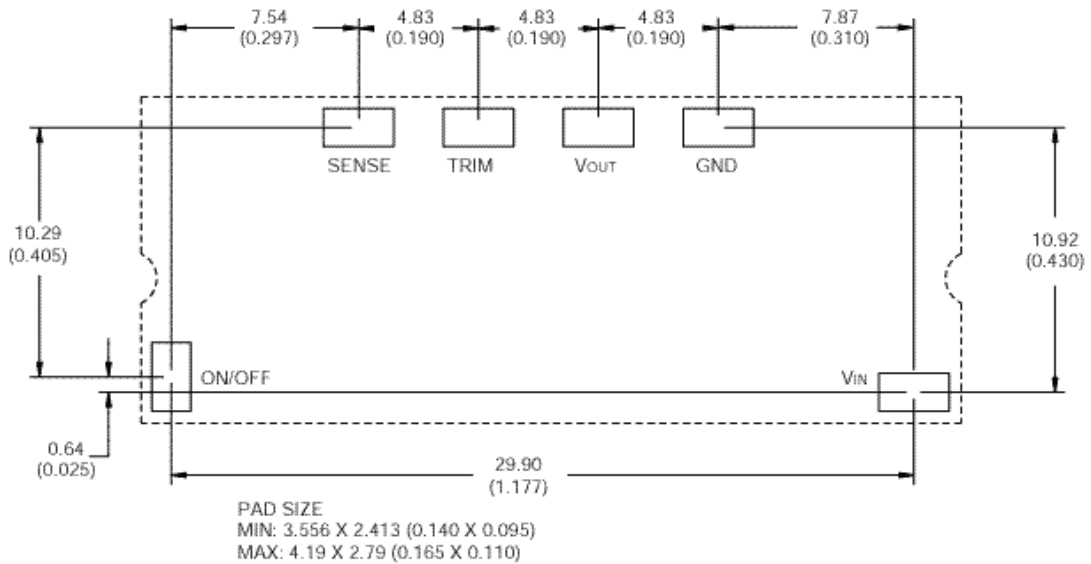 7.54
(0.297)
4.83
(0.190)
4.83
(0.190)
4.83
(0.190)
7.87
(0.310)
SENSE
TRIM
VOUT
GND
10.29
(0.405)
10.92
(0.430)
ON/OFF
VIN
0.64
(0.025)
29.90
(1.177)
PAD SIZE
MIN: 3.556 X 2.413 (0.140 X 0.095)
MAX: 4.19 X 2.79 (0.165 X 0.110)